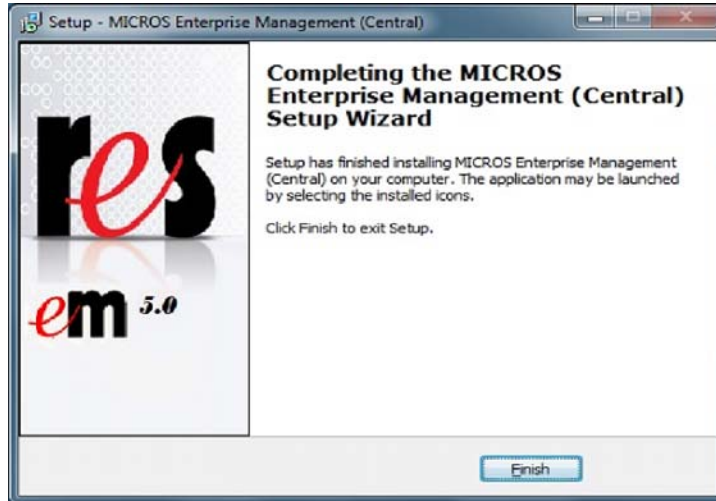 Setup - MICROS Enterprise Management (Central)
res
em 5.0
Completing the MICROS
Enterprise Management (Central)
Setup Wizard
Setup has finished installing MICROS Enterprise Management
(Central) on your computer. The application may be launched
by selecting the installed icons.
Click Finish to exit Setup.
Finish